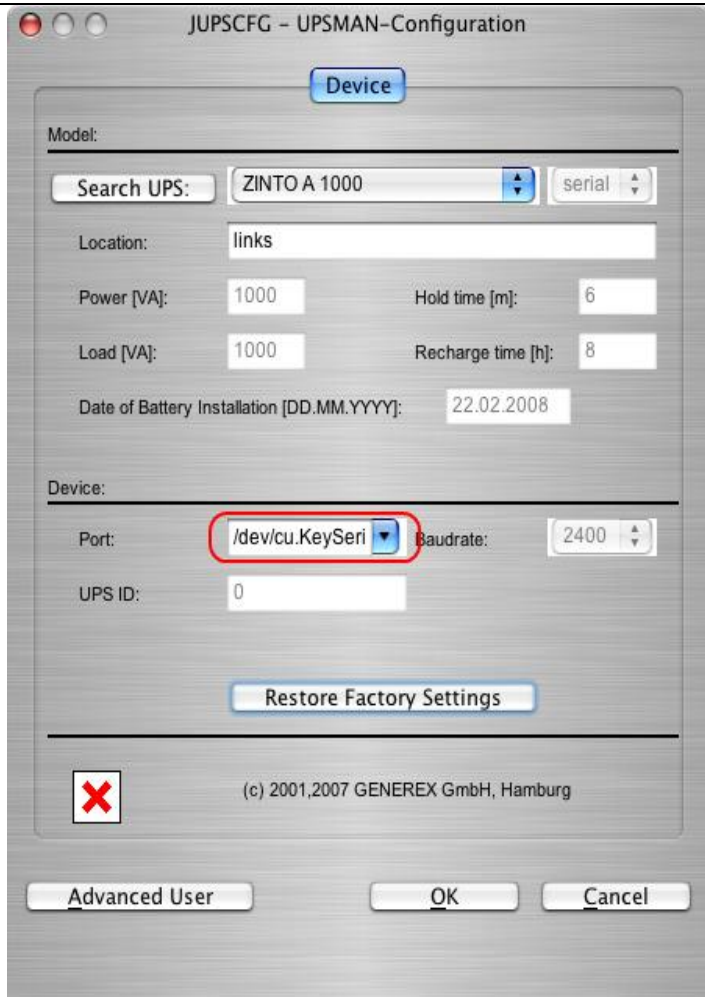 JUPSCFG – UPSMAN-Configuration
Device
Model:
Search UPS: ZINTO A 1000 serial
Location: links
Power [VA]: 1000 Hold time [m]: 6
Load [VA]: 1000 Recharge time [h]: 8
Date of Battery Installation [DD.MM.YYYY]: 22.02.2008
Device:
Port: /dev/cu.KeySeri Baudrate: 2400
UPS ID: 0
Restore Factory Settings
(c) 2001,2007 GENEREX GmbH, Hamburg
Advanced User OK Cancel